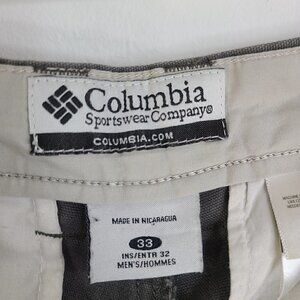 Columbia
Sportswear Company®
COLUMBIA.COM
MADE IN NICARAGUA
33
INS/ENTR 32
MEN'S/HOMMES